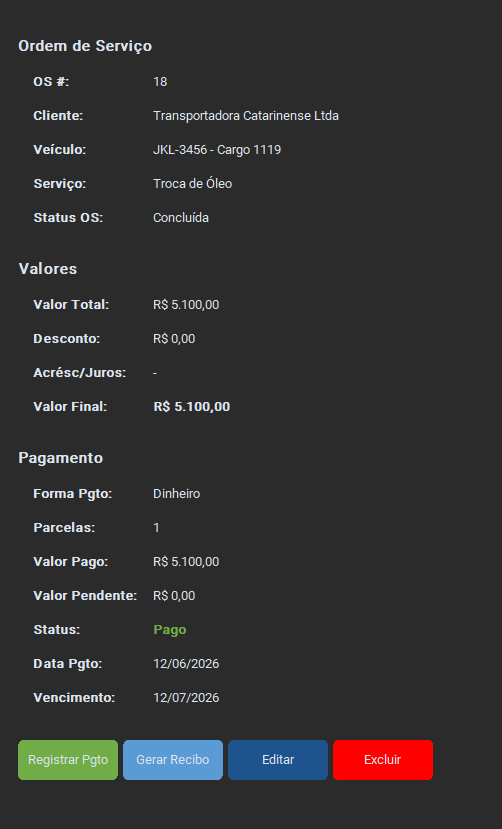 Ordem de Serviço
OS #: 18
Cliente: Transportadora Catarinense Ltda
Veículo: JKL-3456 - Cargo 1119
Serviço: Troca de Óleo
Status OS: Concluída
Valores
Valor Total: R$ 5.100,00
Desconto: R$ 0,00
Acrésc/Juros: -
Valor Final: R$ 5.100,00
Pagamento
Forma Pgto: Dinheiro
Parcelas: 1
Valor Pago: R$ 5.100,00
Valor Pendente: R$ 0,00
Status: Pago
Data Pgto: 12/06/2026
Vencimento: 12/07/2026
Registrar Pgto Gerar Recibo Editar Excluir